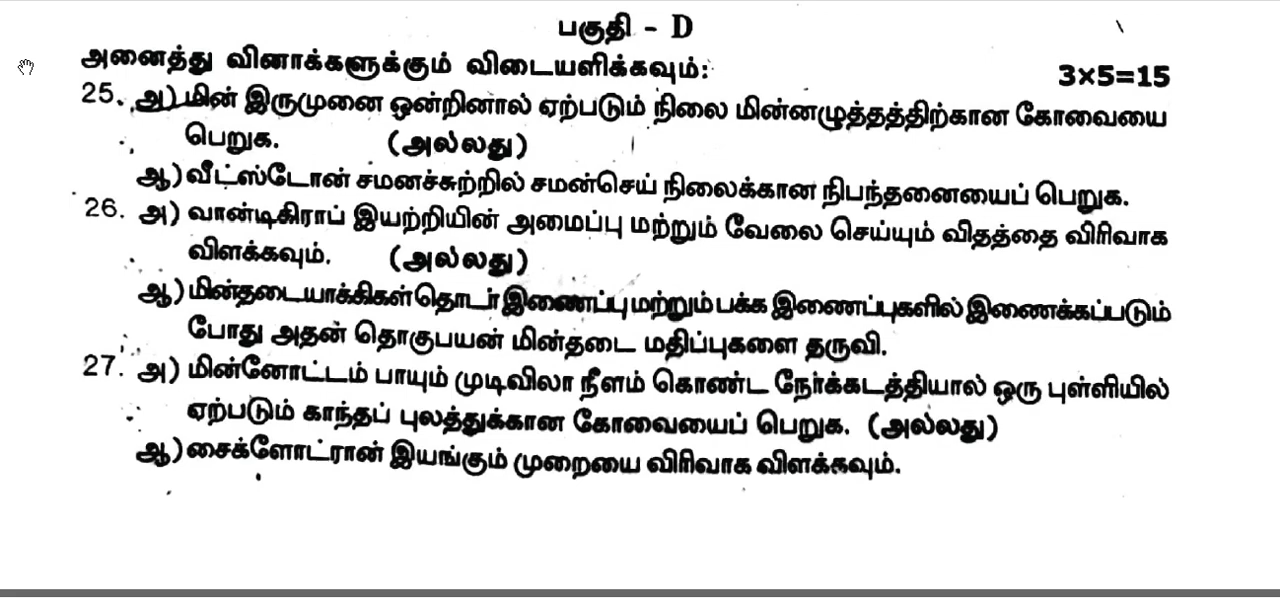 பகுதி - D
அனைத்து வினாக்களுக்கும் விடையளிக்கவும்: 3×5=15
25. அ) மின் இருமுனை ஒன்றினால் ஏற்படும் நிலை மின்னழுத்தத்திற்கான கோவையை
பெறுக. (அல்லது)
ஆ) வீட்ஸ்டோன் சமனச்சுற்றில் சமன்செய் நிலைக்கான நிபந்தனையைப் பெறுக.
26. அ) வான்டிகிராப் இயற்றியின் அமைப்பு மற்றும் வேலை செய்யும் விதத்தை விரிவாக
விளக்கவும். (அல்லது)
ஆ) மின்தடையாக்கிகள் தொடர் இணைப்பு மற்றும் பக்க இணைப்புகளில் இணைக்கப்படும்
போது அதன் தொகுபயன் மின்தடை மதிப்புகளை தருவி.
27. அ) மின்னோட்டம் பாயும் முடிவிலா நீளம் கொண்ட நேர்க்கடத்தியால் ஒரு புள்ளியில்
ஏற்படும் காந்தப் புலத்துக்கான கோவையைப் பெறுக. (அல்லது)
ஆ) சைக்ளோட்ரான் இயங்கும் முறையை விரிவாக விளக்கவும்.